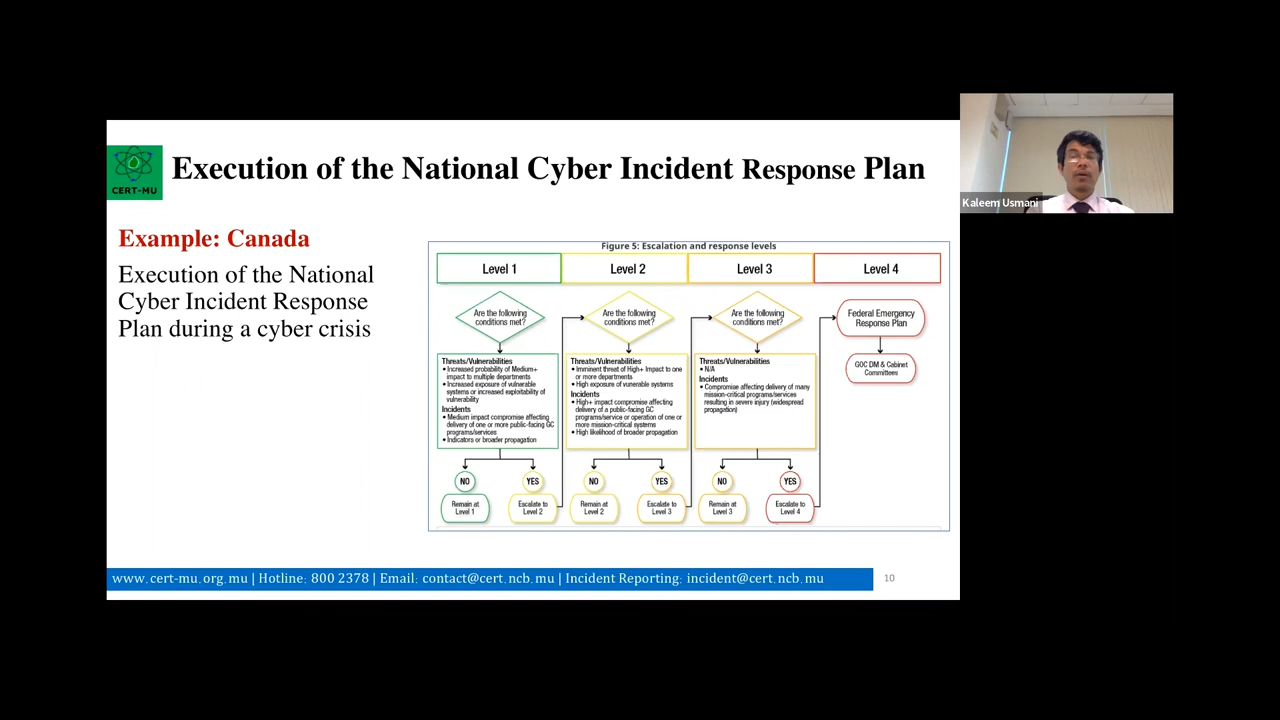 CERT-MU
Execution of the National Cyber Incident Response Plan
Kaleem Usmani
Example: Canada
Execution of the National
Cyber Incident Response
Plan during a cyber crisis
Figure 5: Escalation and response levels
Level 1
Level 2
Level 3
Level 4
Are the following
conditions met?
Threats/Vulnerabilities
• Increased probability of Medium+
impact to multiple departments
• Increased exposure of vulnerable
systems or increased exploitability of
vulnerability
Incidents
• Medium impact compromise affecting
delivery of one or more public-facing GC
programs/services
• Indicators or broader propagation
NO
Remain at
Level 1
YES
Escalate to
Level 2
Are the following
conditions met?
Threats/Vulnerabilities
• Imminent threat of High+ Impact to one
or more departments
• High exposure of vunerable systems
Incidents
• High+ impact compromise affecting
delivery of a public-facing GC
programs/service or operation of one or
more mission-critical systems
• High likelihood of broader propagation
NO
Remain at
Level 2
YES
Escalate to
Level 3
Are the following
conditions met?
Threats/Vulnerabilities
• N/A
Incidents
• Compromise affecting delivery of many
mission-critical programs/services
resulting in severe injury (widespread
propagation)
NO
Remain at
Level 3
YES
Escalate to
Level 4
Federal Emergency
Response Plan
GOC DM & Cabinet
Committees
www.cert-mu.org.mu | Hotline: 800 2378 | Email: contact@cert.ncb.mu | Incident Reporting: incident@cert.ncb.mu
10